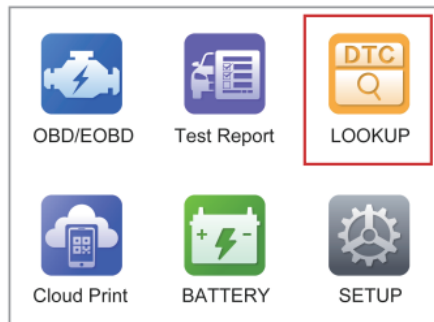 DTC
OBD/EOBD Test Report LOOKUP
+ -
Cloud Print BATTERY SETUP